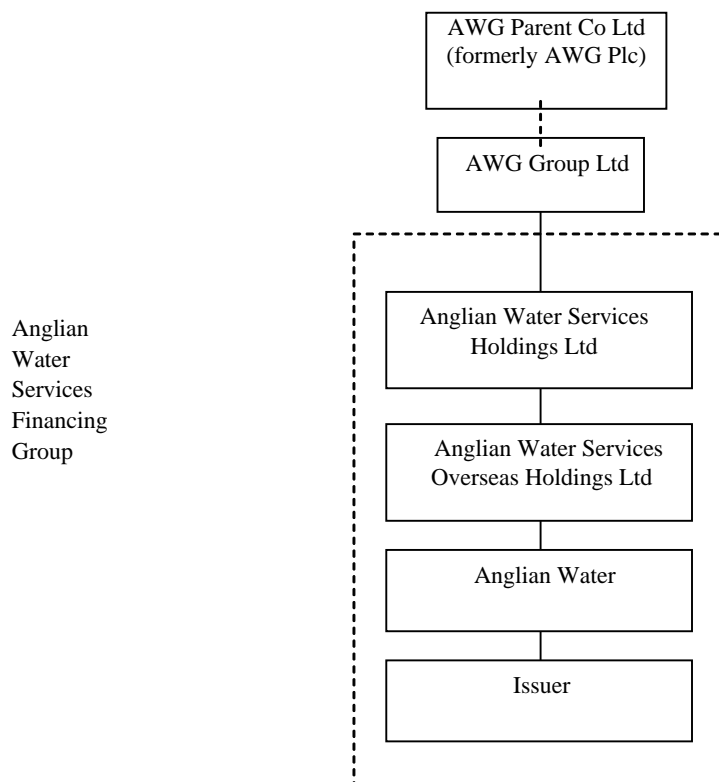 AWG Parent Co Ltd
(formerly AWG Plc)
AWG Group Ltd
Anglian
Water
Services
Financing
Group
Anglian Water Services
Holdings Ltd
Anglian Water Services
Overseas Holdings Ltd
Anglian Water
Issuer